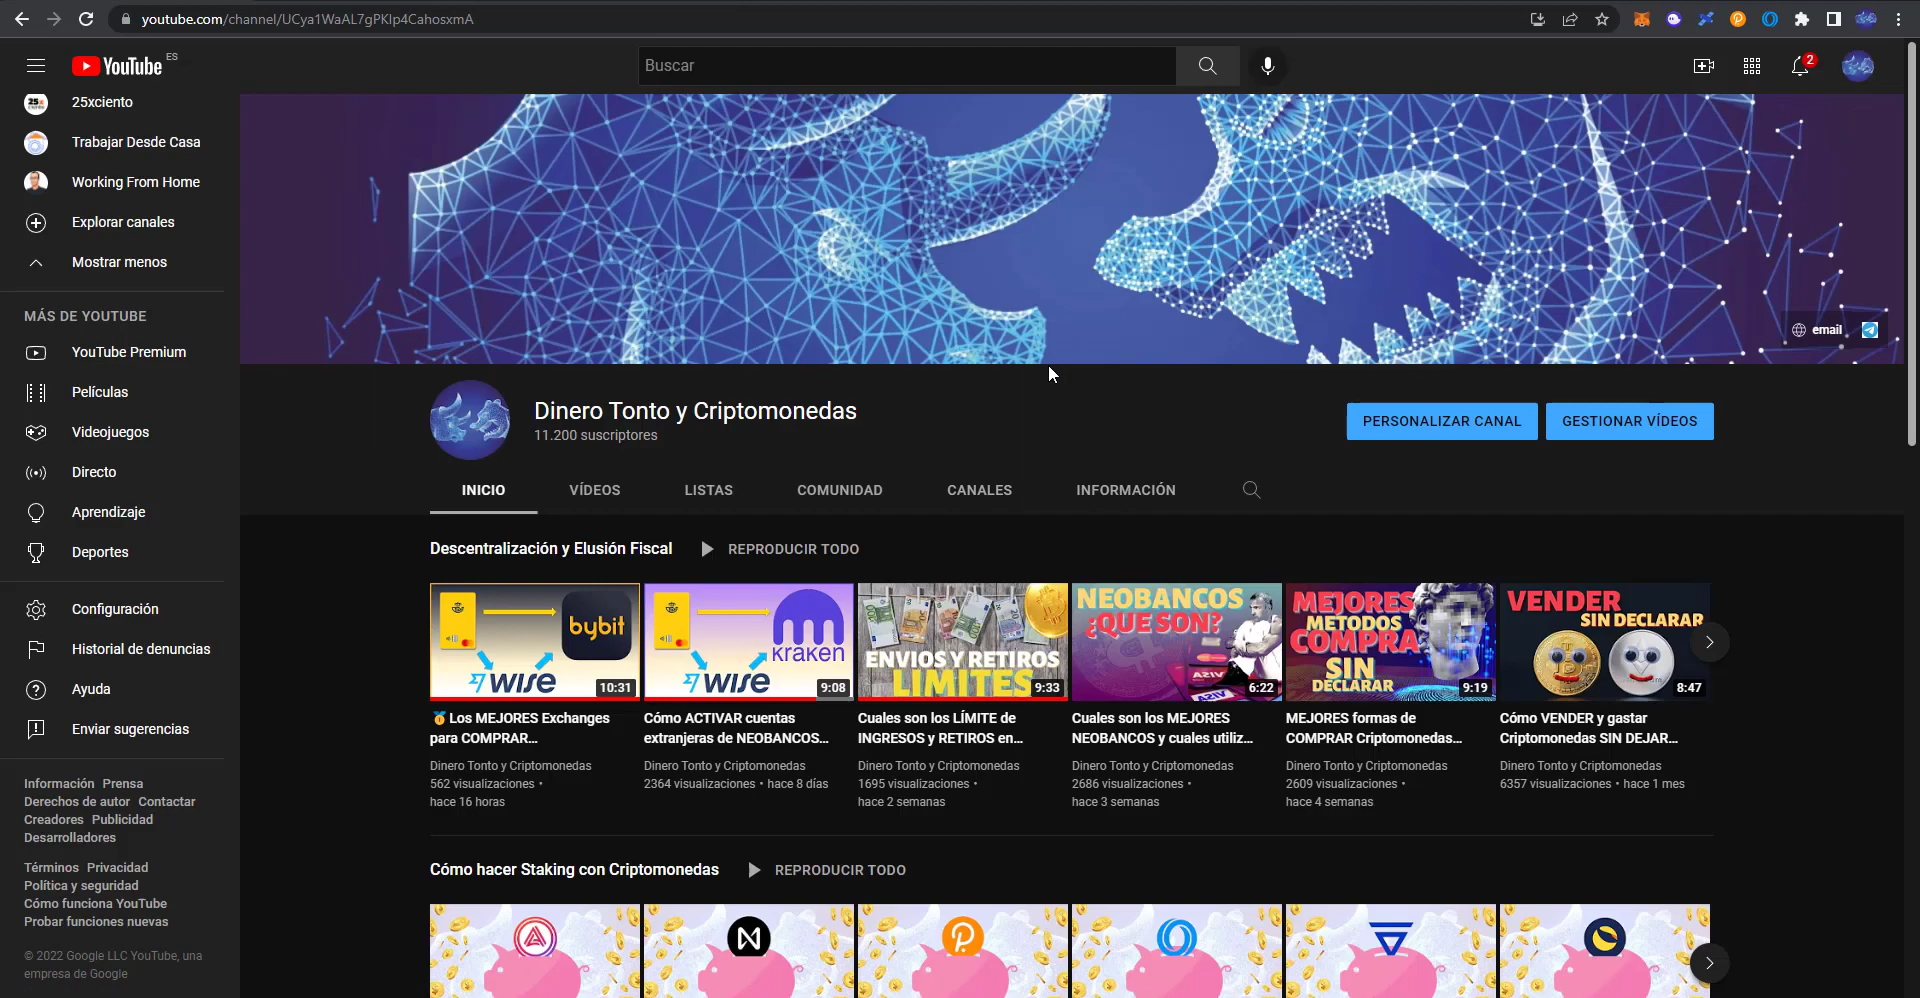 youtube.com/channel/UCya1WaAL7gPKlp4CahosxmA
YouTube ES
Buscar
2
25xciento
Trabajar Desde Casa
Working From Home
Explorar canales
Mostrar menos
MÁS DE YOUTUBE
YouTube Premium
Películas
Videojuegos
Directo
Aprendizaje
Deportes
Configuración
Historial de denuncias
Ayuda
Enviar sugerencias
Información Prensa
Derechos de autor Contactar
Creadores Publicidad
Desarrolladores
Términos Privacidad
Política y seguridad
Cómo funciona YouTube
Probar funciones nuevas
© 2022 Google LLC YouTube, una
empresa de Google
email
Dinero Tonto y Criptomonedas
11.200 suscriptores
PERSONALIZAR CANAL
GESTIONAR VÍDEOS
INICIO
VÍDEOS
LISTAS
COMUNIDAD
CANALES
INFORMACIÓN
Descentralización y Elusión Fiscal
REPRODUCIR TODO
bybit
WISE
10:31
🥇Los MEJORES Exchanges
para COMPRAR...
Dinero Tonto y Criptomonedas
562 visualizaciones •
hace 16 horas
kraken
WISE
9:08
Cómo ACTIVAR cuentas
extranjeras de NEOBANCOS...
Dinero Tonto y Criptomonedas
2364 visualizaciones • hace 8 días
ENVIOS Y RETIROS
LIMITES
9:33
Cuales son los LÍMITE de
INGRESOS y RETIROS en...
Dinero Tonto y Criptomonedas
1695 visualizaciones •
hace 2 semanas
NEOBANCOS
¿QUE SON?
6:22
Cuales son los MEJORES
NEOBANCOS y cuales utiliz...
Dinero Tonto y Criptomonedas
2686 visualizaciones •
hace 3 semanas
MEJORES
METODOS
COMPRA
SIN
DECLARAR
9:19
MEJORES formas de
COMPRAR Criptomonedas...
Dinero Tonto y Criptomonedas
2609 visualizaciones •
hace 4 semanas
VENDER
SIN DECLARAR
8:47
Cómo VENDER y gastar
Criptomonedas SIN DEJAR...
Dinero Tonto y Criptomonedas
6357 visualizaciones • hace 1 mes
Cómo hacer Staking con Criptomonedas
REPRODUCIR TODO